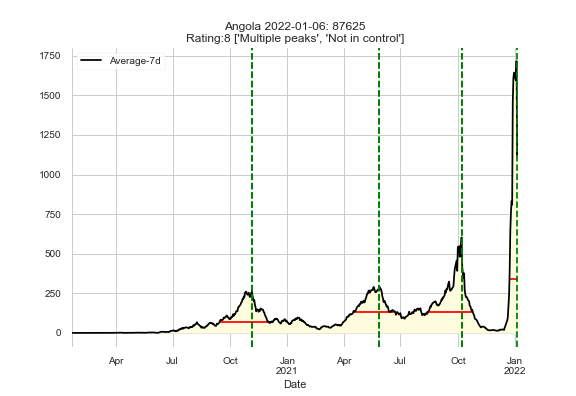 Angola 2022-01-06: 87625
Rating:8 ['Multiple peaks', 'Not in control']
Average-7d
1750
1500
1250
1000
750
500
250
0
Apr Jul Oct Jan Apr Jul Oct Jan
2021 2022
Date